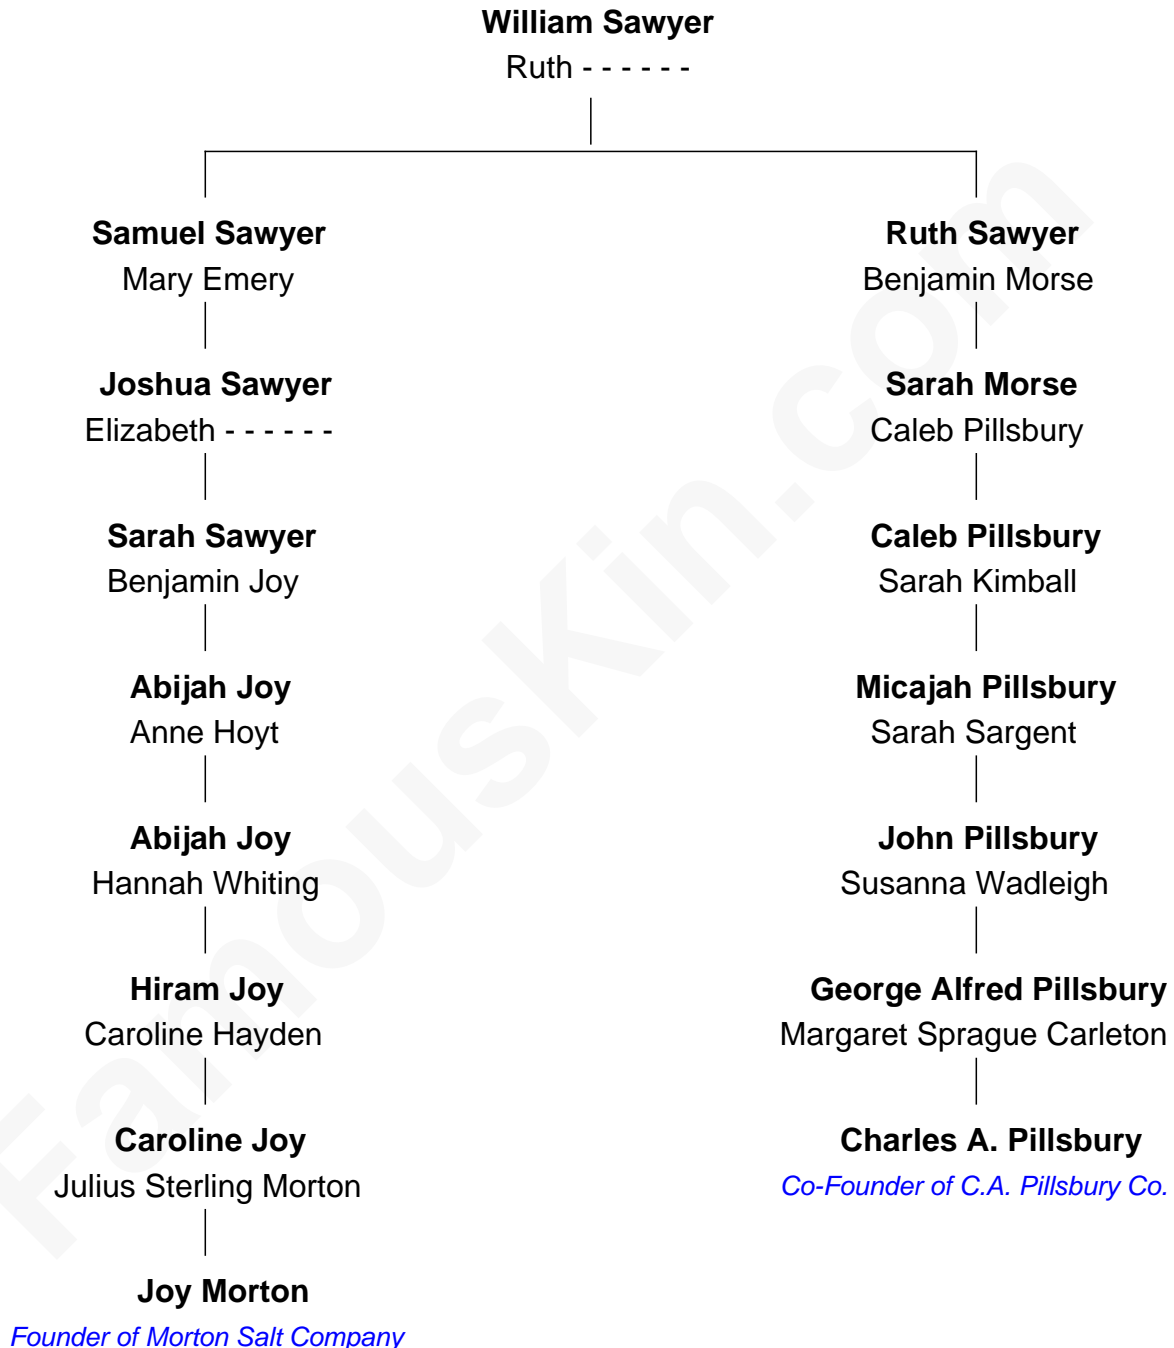 William Sawyer
Ruth - - - - - -
Samuel Sawyer
Mary Emery
Ruth Sawyer
Benjamin Morse
Joshua Sawyer
Elizabeth - - - - - -
Sarah Morse
Caleb Pillsbury
Sarah Sawyer
Benjamin Joy
Caleb Pillsbury
Sarah Kimball
Abijah Joy
Anne Hoyt
Micajah Pillsbury
Sarah Sargent
Abijah Joy
Hannah Whiting
John Pillsbury
Susanna Wadleigh
Hiram Joy
Caroline Hayden
George Alfred Pillsbury
Margaret Sprague Carleton
Caroline Joy
Julius Sterling Morton
Charles A. Pillsbury
Co-Founder of C.A. Pillsbury Co.
Joy Morton
Founder of Morton Salt Company
FamousKin.com